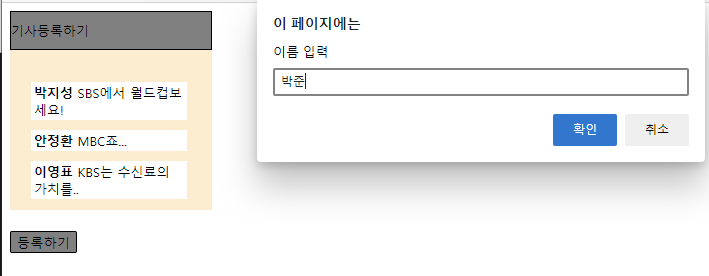 기사등록하기
박지성 SBS에서 월드컵보
세요!
안정환 MBC죠...
이영표 KBS는 수신료의
가치를..
등록하기
이 페이지에는
이름 입력
박준
확인 취소